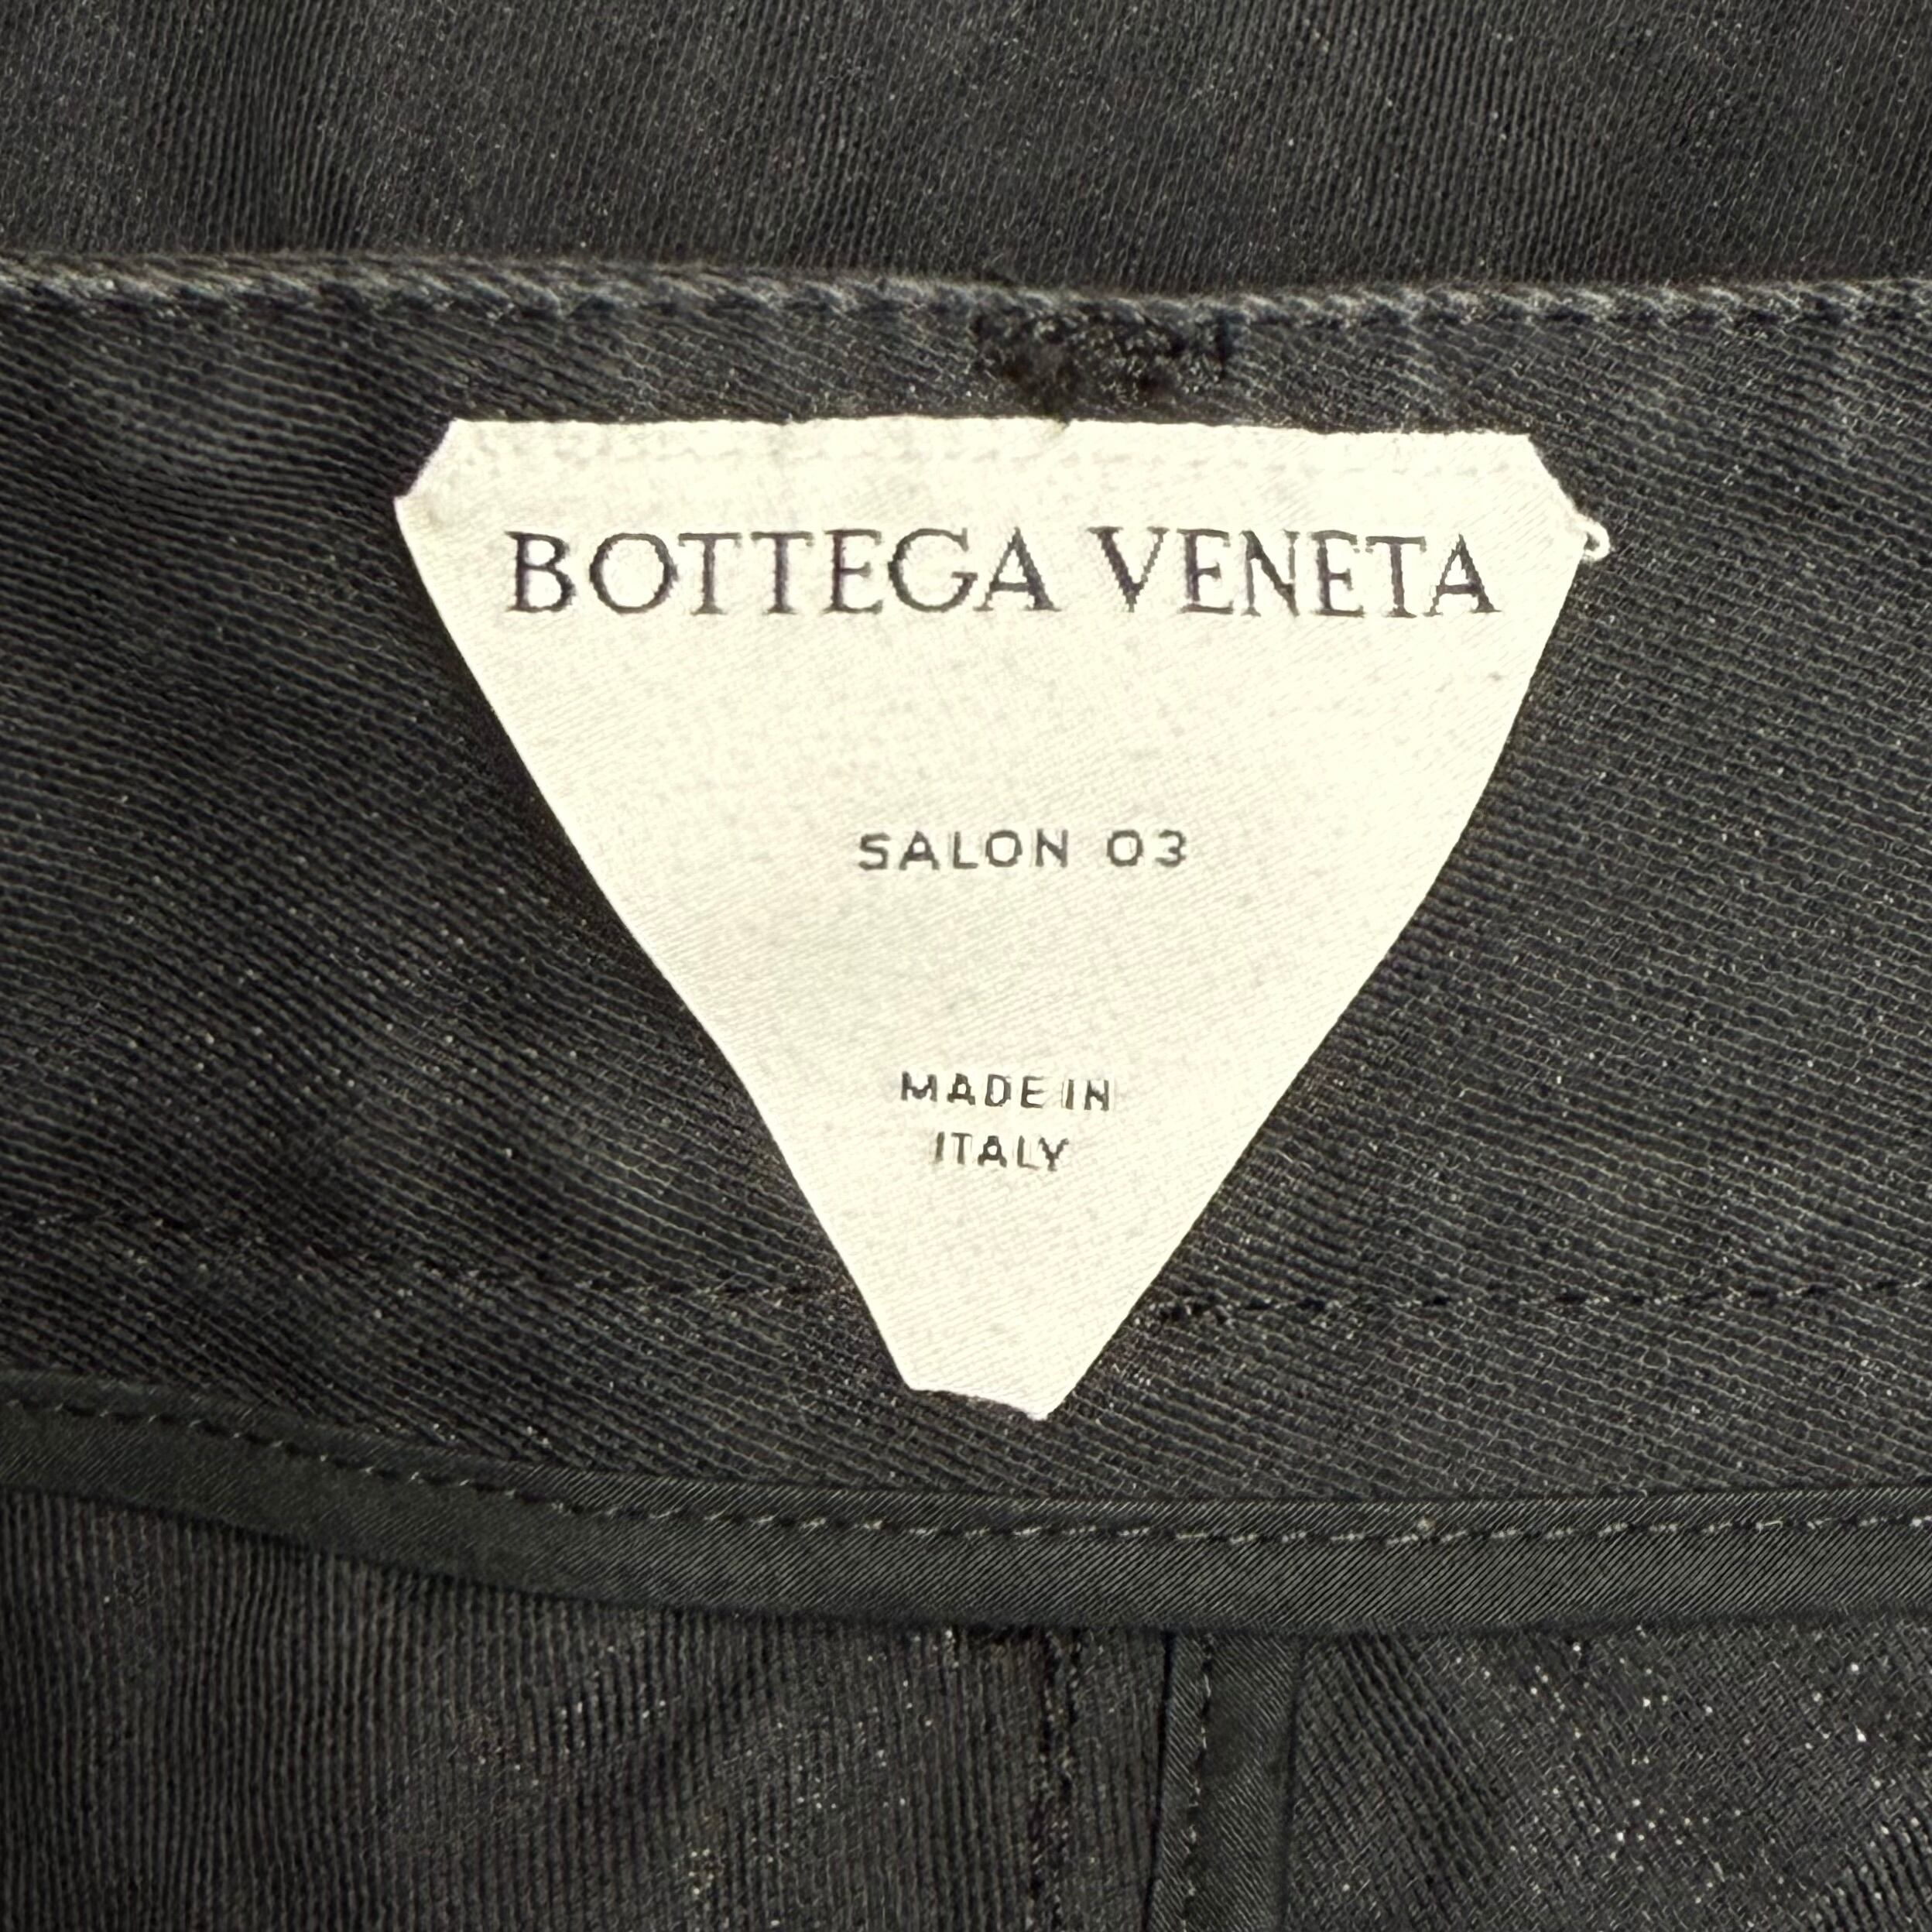 BOTTEGA VENETA
SALON 03
MADE IN
ITALY